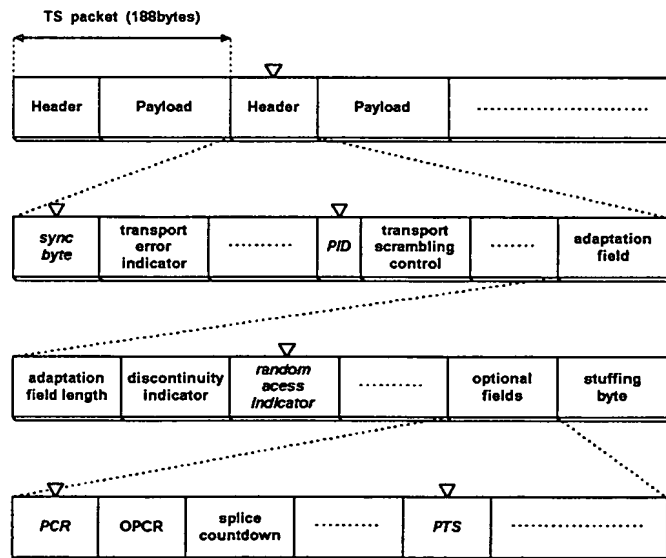 TS packet (188bytes)
Header Payload Header Payload
sync byte transport error indicator PID transport scrambling control adaptation field
adaptation field length discontinuity indicator random acess indicator optional fields stuffing byte
PCR OPCR splice countdown PTS